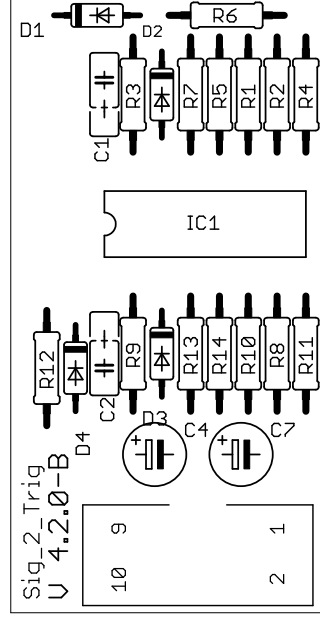 D1
R6
D2
C1
R3
R7
R5
R1
R2
R4
IC1
R12
C2
R9
R13
R14
R10
R8
R11
D4
D3
C4
C7
+
+
Sig_2_Trig
V 4.2.0-B
9
1
10
2